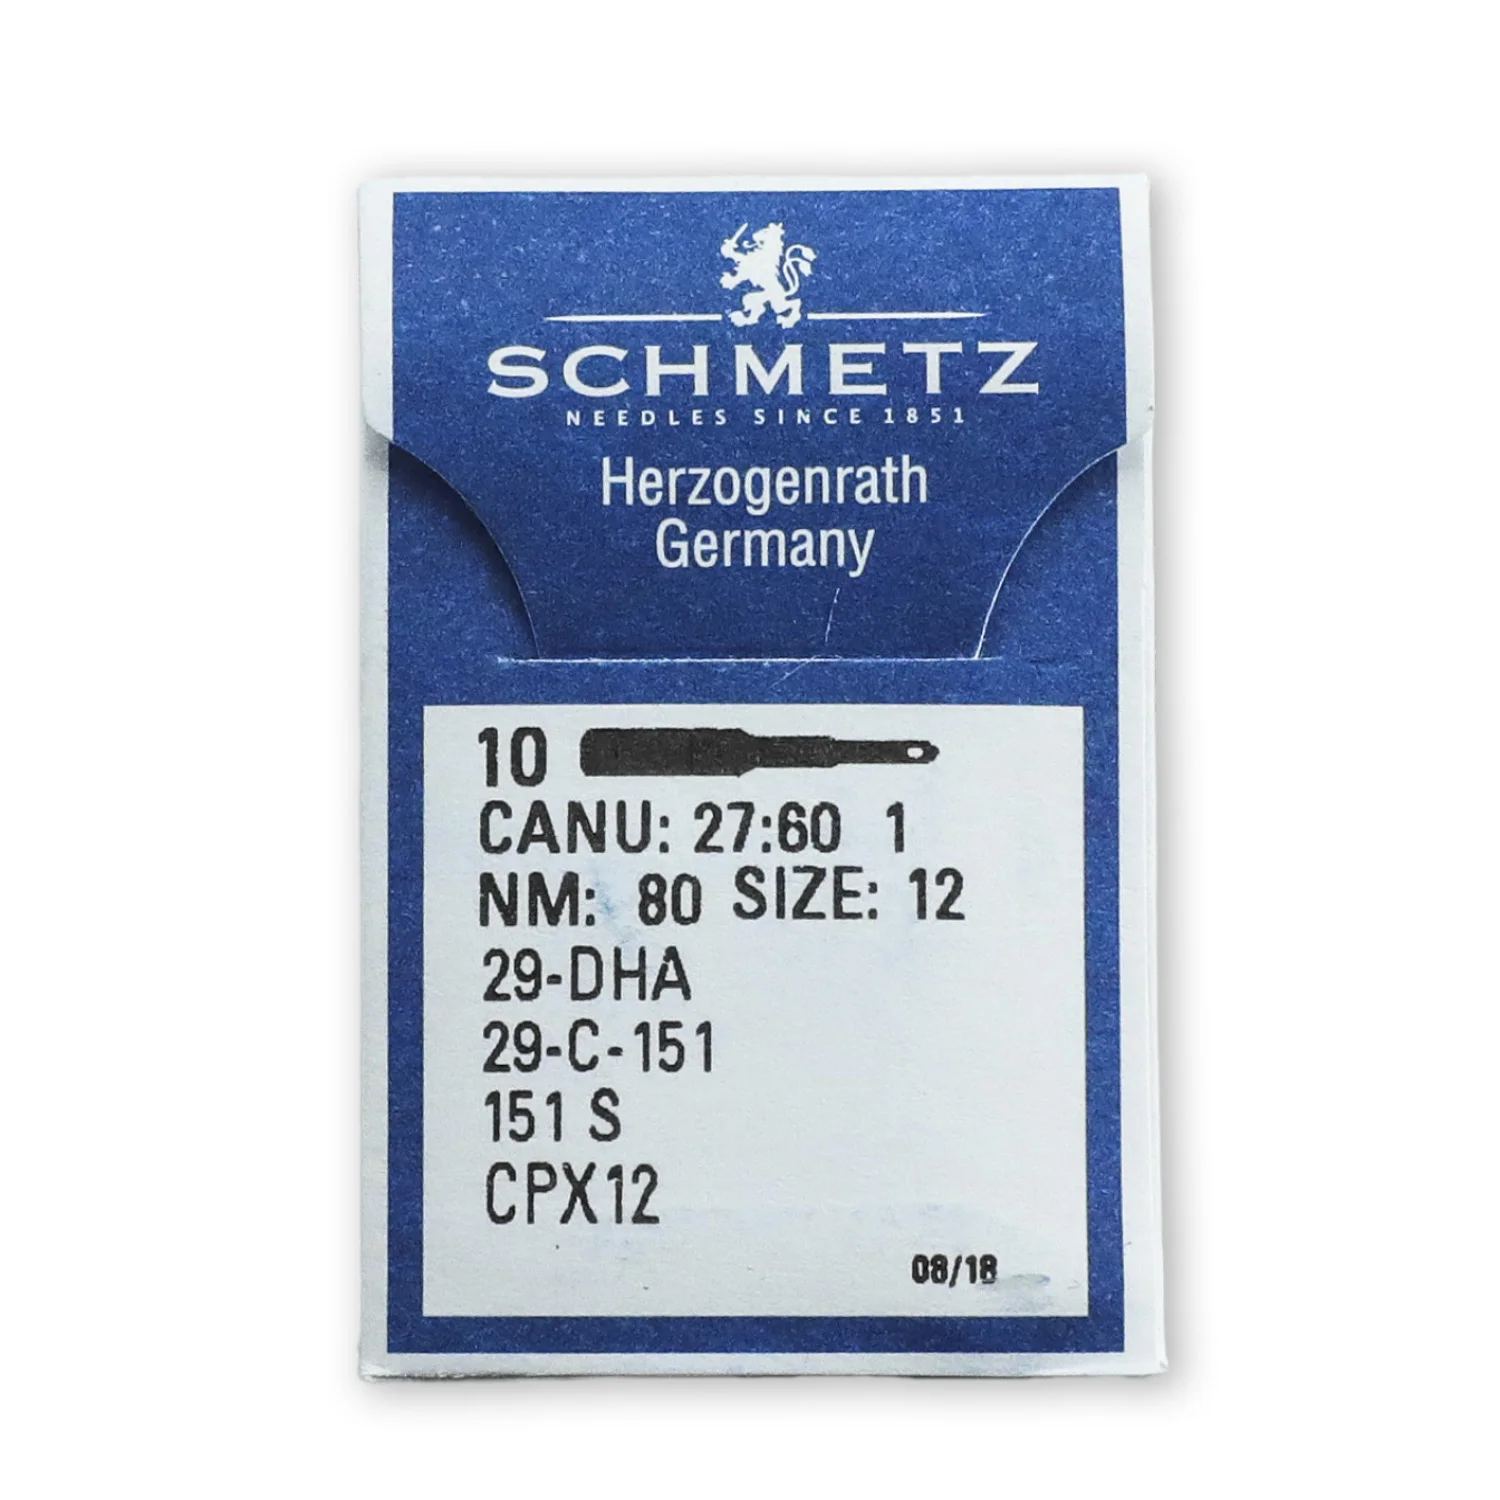 SCHMETZ
NEEDLES SINCE 1851
Herzogenrath
Germany
10
CANU: 27:60 1
NM: 80 SIZE: 12
29-DHA
29-C-151
151 S
CPX12
08/18